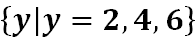 {y|y = 2, 4, 6}